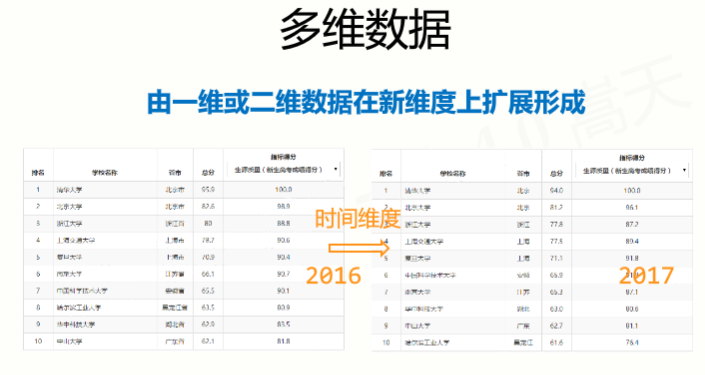 多维数据
由一维或二维数据在新维度上扩展形成
指标得分
排名 学校名称 省市 总分 生源质量（新生高考成绩得分）
1 清华大学 北京市 95.9 100.0
2 北京大学 北京市 82.6 98.9
3 浙江大学 浙江省 80 88.8
4 上海交通大学 上海市 78.7 90.6
5 复旦大学 上海市 70.9 90.4
6 南京大学 江苏省 66.1 90.7
7 中国科学技术大学 安徽省 65.5 90.1
8 哈尔滨工业大学 黑龙江省 63.5 80.9
9 华中科技大学 湖北省 62.9 83.5
10 中山大学 广东省 62.1 81.8
时间维度
2016
2017
指标得分
排名 学校名称 省市 总分 生源质量（新生高考成绩得分）
1 清华大学 北京 94.0 100.0
2 北京大学 北京 81.2 96.1
3 浙江大学 浙江 77.8 87.2
4 上海交通大学 上海 77.5 89.4
5 复旦大学 上海 71.1 91.8
6 中国科学技术大学 安徽 65.9
7 南京大学 江苏 65.3 87.1
8 华中科技大学 湖北 63.0 80.6
9 中山大学 广东 62.7 81.1
10 哈尔滨工业大学 黑龙江 61.6 76.4
嵩天